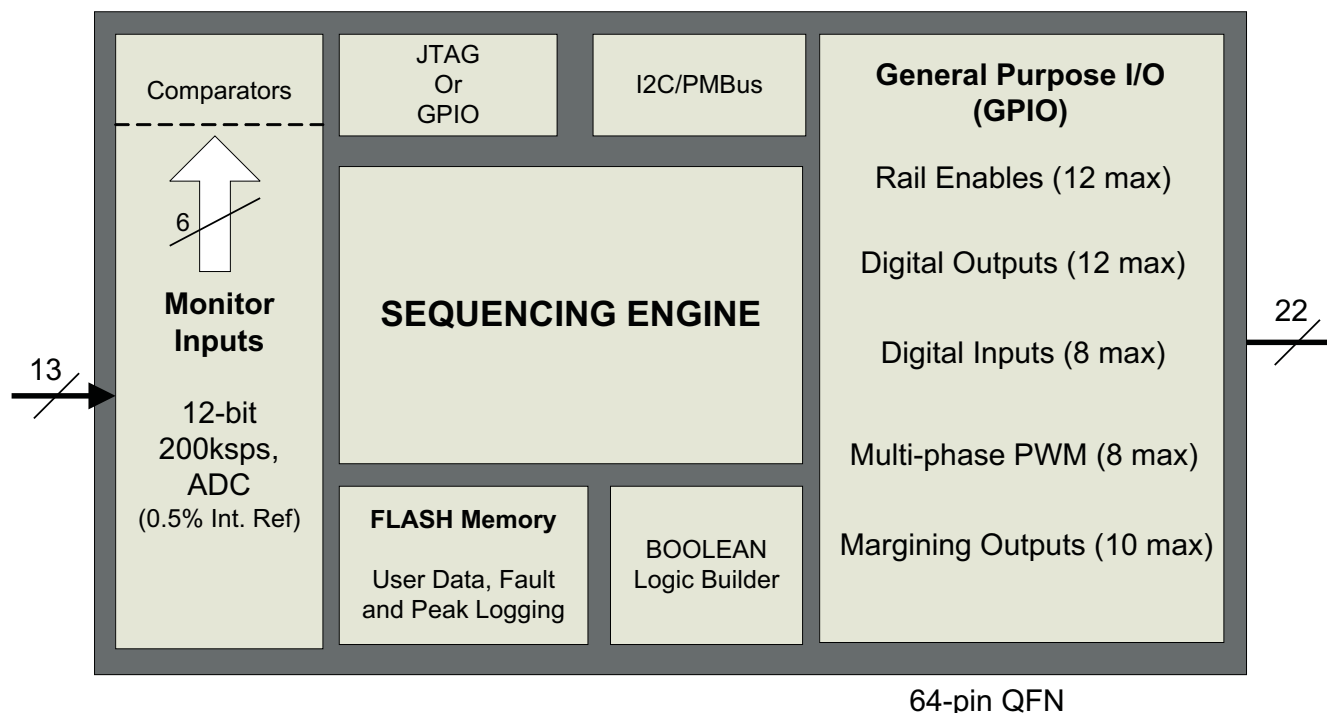 Comparators
6
Monitor
Inputs
12-bit
200ksps,
ADC
(0.5% Int. Ref)
13
JTAG
Or
GPIO
I2C/PMBus
SEQUENCING ENGINE
FLASH Memory
User Data, Fault
and Peak Logging
BOOLEAN
Logic Builder
General Purpose I/O
(GPIO)
Rail Enables (12 max)
Digital Outputs (12 max)
Digital Inputs (8 max)
Multi-phase PWM (8 max)
Margining Outputs (10 max)
22
64-pin QFN